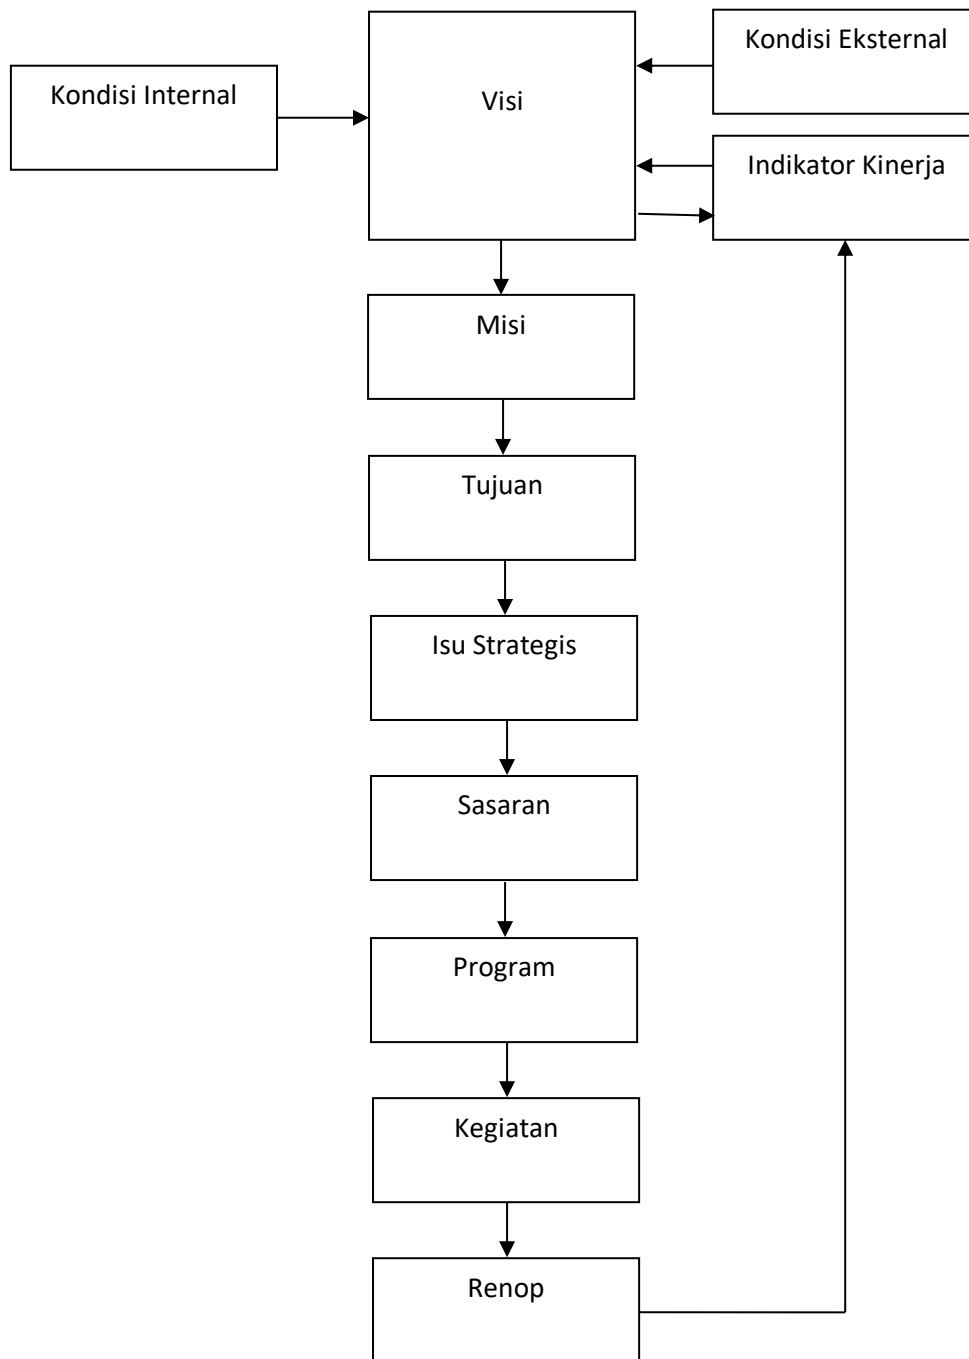 Kondisi Eksternal
Kondisi Internal
Visi
Indikator Kinerja
Misi
Tujuan
Isu Strategis
Sasaran
Program
Kegiatan
Renop